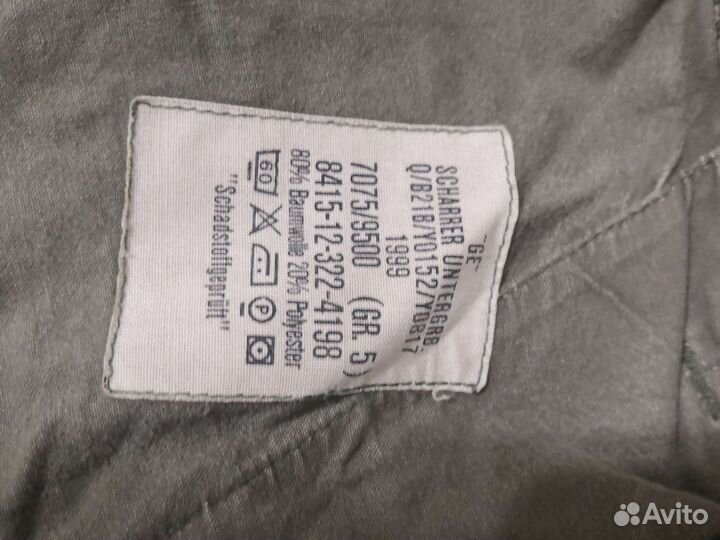 "GE"
SCHARRER UNTERGRB.
Q/B21B/Y0152/Y0817
1999
7075/9500 (GR. 5)
8415-12-322-4198
80% Baumwolle 20% Polyester
60 P
"Schadstoffgeprüft"
Avito